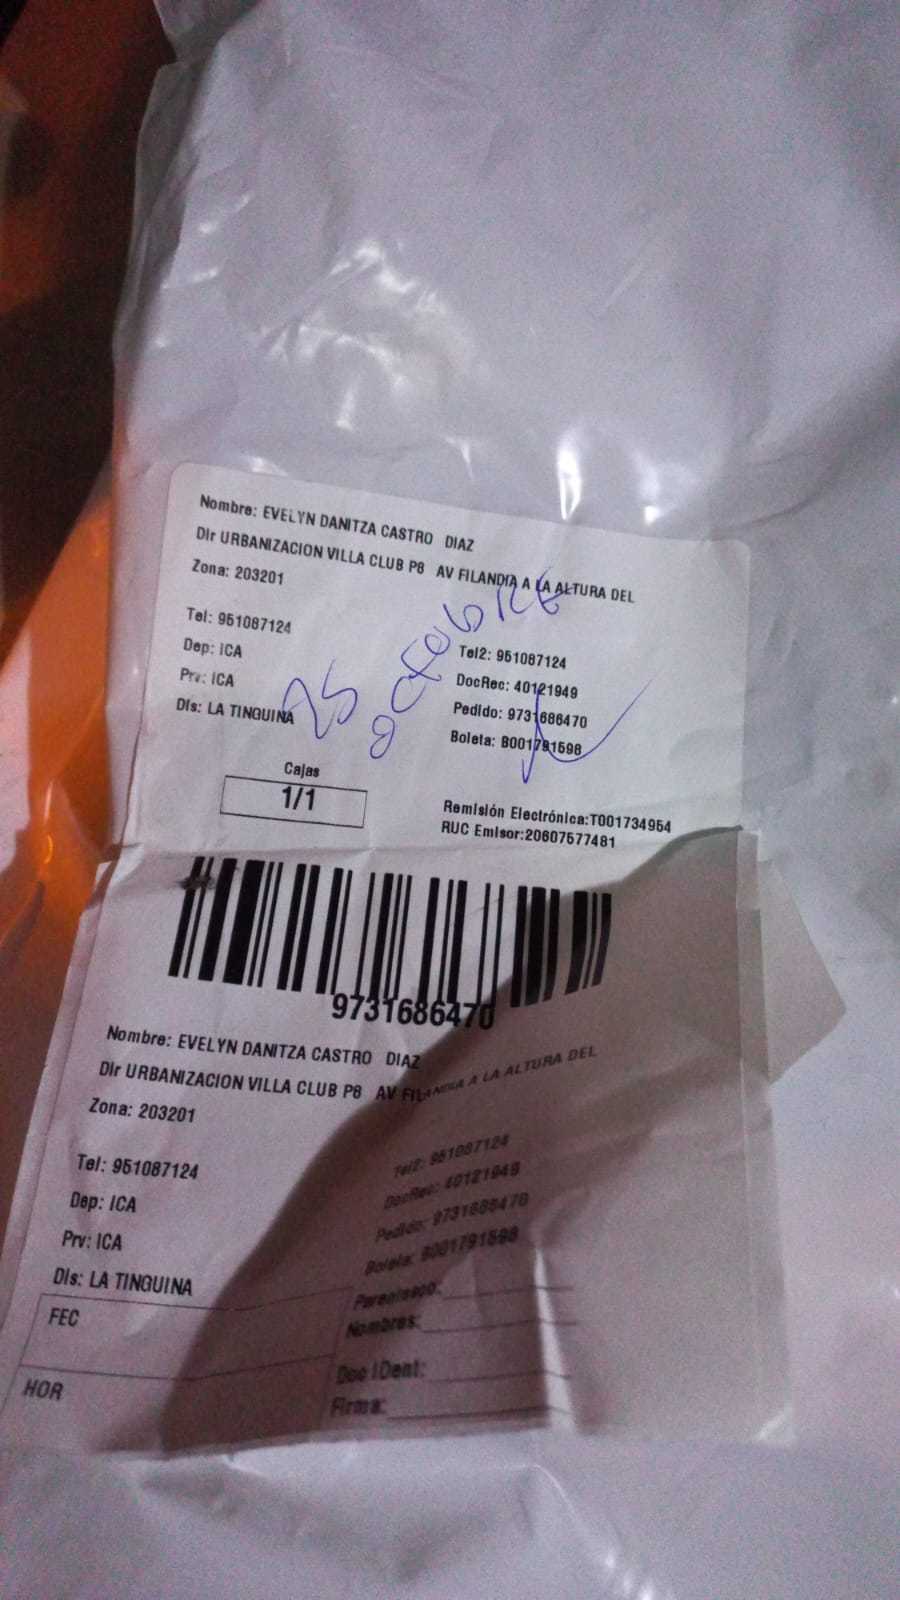 Nombre: EVELYN DANITZA CASTRO DIAZ
Dir URBANIZACION VILLA CLUB P6 AV FILANDIA A LA ALTURA DEL
Zona: 203201
Tel: 951087124
Tel2: 951087124
Dep: ICA
DocRec: 40121949
Prv: ICA
Pedido: 9731686470
Dis: LA TINGUINA
Boleta: B001791598
25 OCTOBRE
Cajas
1/1
Remisión Electrónica:T001734954
RUC Emisor:20607577481
9731686470
Nombre: EVELYN DANITZA CASTRO DIAZ
Dir URBANIZACION VILLA CLUB P6 AV FILANDIA A LA ALTURA DEL
Zona: 203201
Tel: 951087124
Tel2: 951087124
Dep: ICA
DocRec: 40121949
Prv: ICA
Pedido: 9731686470
Dis: LA TINGUINA
Boleta: B001791598
Parentesco:
FEC
Nombres:
Doc IDent:
HOR
Firma: